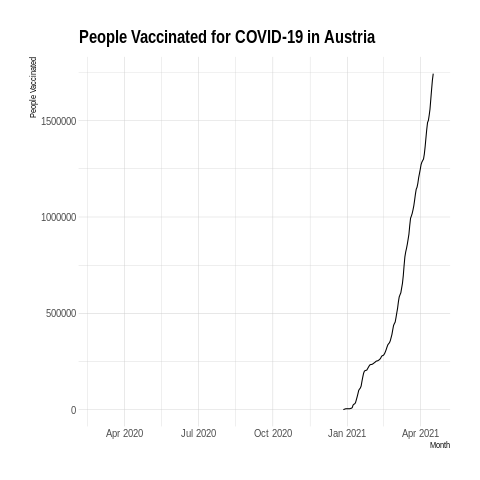 People Vaccinated for COVID-19 in Austria
People Vaccinated
1500000
1000000
500000
0
Apr 2020 Jul 2020 Oct 2020 Jan 2021 Apr 2021
Month